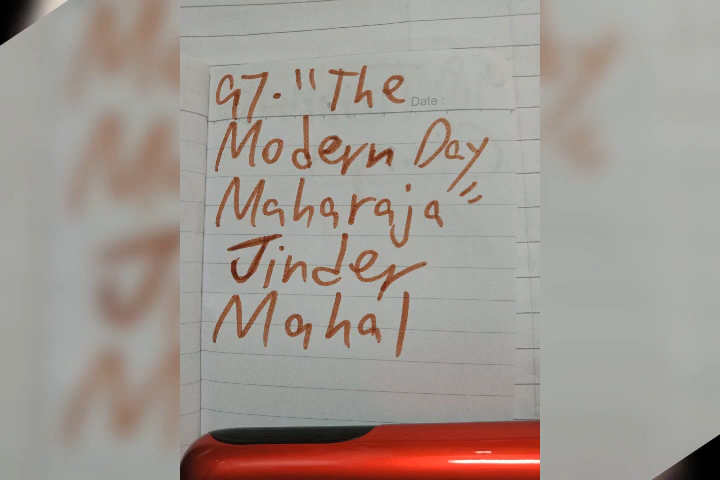 97. "The
Date :
Modern Day
Maharaja"
Jinder
Mahal